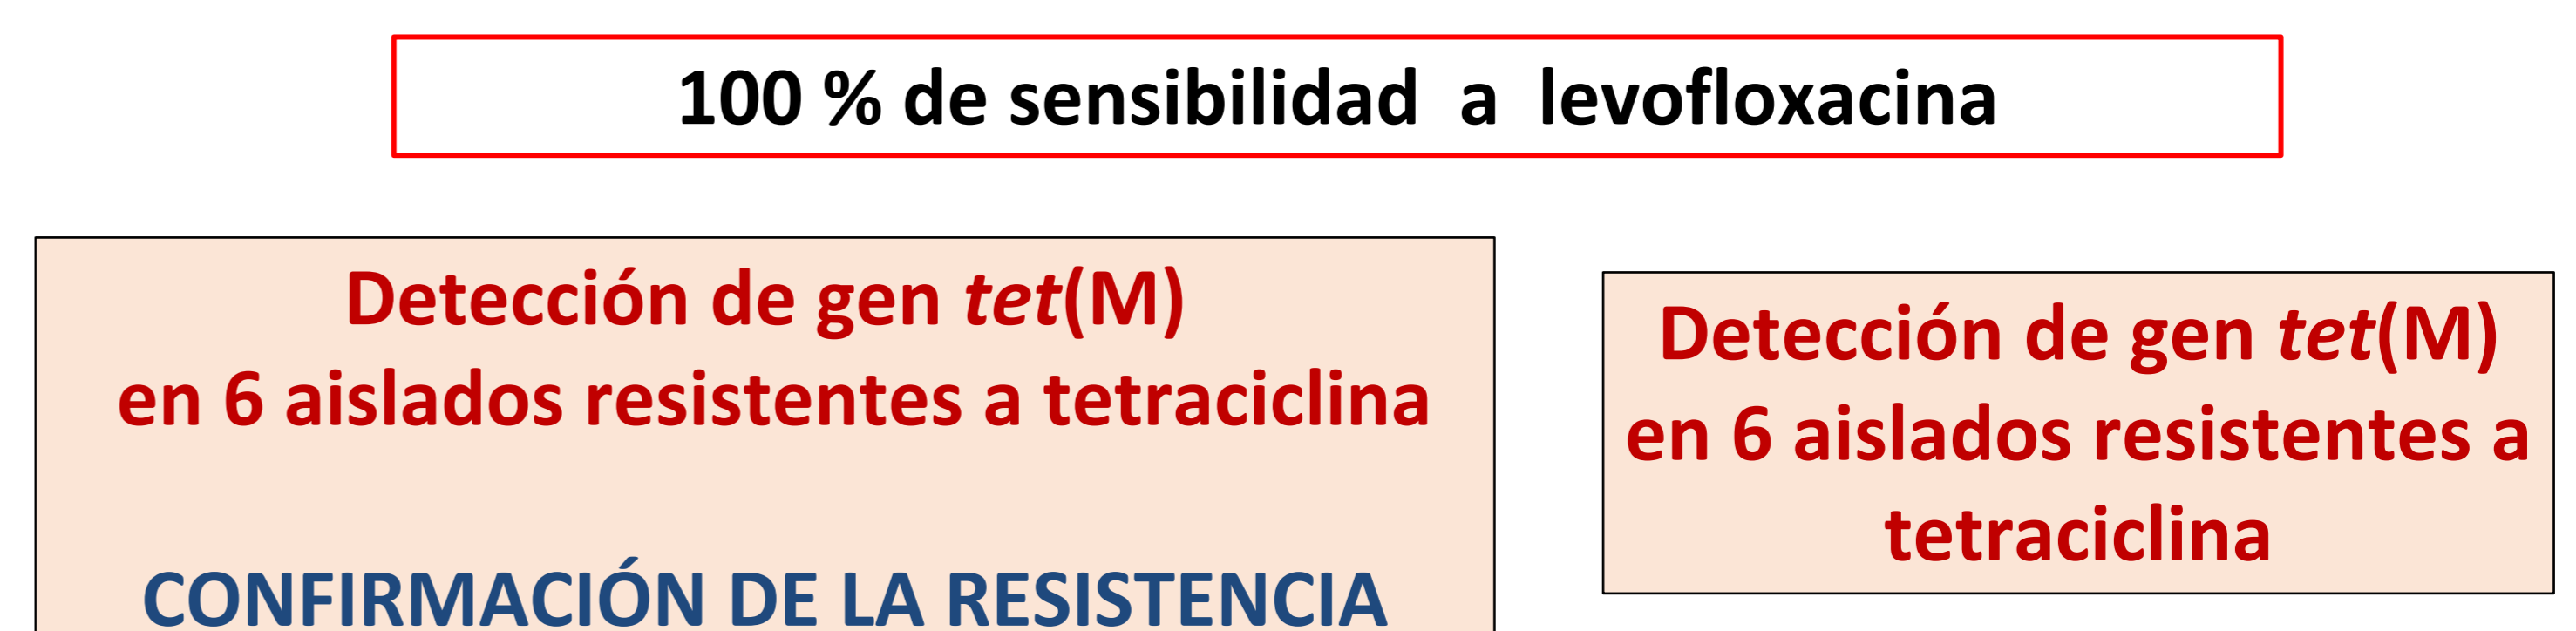 100 % de sensibilidad a levofloxacina
Detección de gen tet(M)
en 6 aislados resistentes a tetraciclina
CONFIRMACIÓN DE LA RESISTENCIA
Detección de gen tet(M)
en 6 aislados resistentes a
tetraciclina